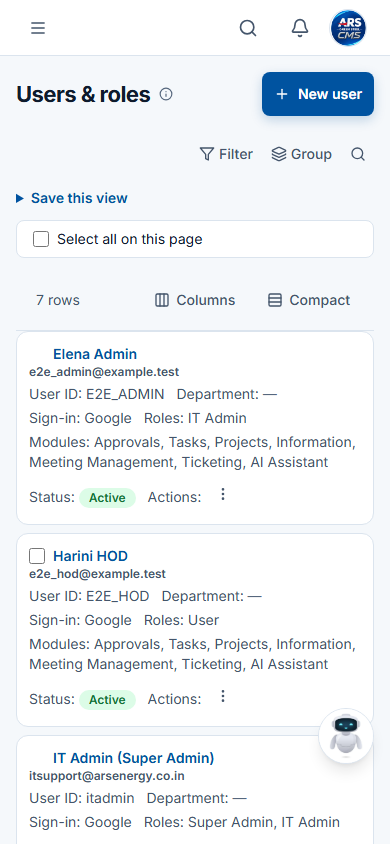 ARS
CMS
Users & roles
New user
Filter Group
Save this view
Select all on this page
7 rows Columns Compact
Elena Admin
e2e_admin@example.test
User ID: E2E_ADMIN Department: —
Sign-in: Google Roles: IT Admin
Modules: Approvals, Tasks, Projects, Information,
Meeting Management, Ticketing, AI Assistant
Status: Active Actions:
Harini HOD
e2e_hod@example.test
User ID: E2E_HOD Department: —
Sign-in: Google Roles: User
Modules: Approvals, Tasks, Projects, Information,
Meeting Management, Ticketing, AI Assistant
Status: Active Actions:
IT Admin (Super Admin)
itsupport@arsenergy.co.in
User ID: itadmin Department: —
Sign-in: Google Roles: Super Admin, IT Admin